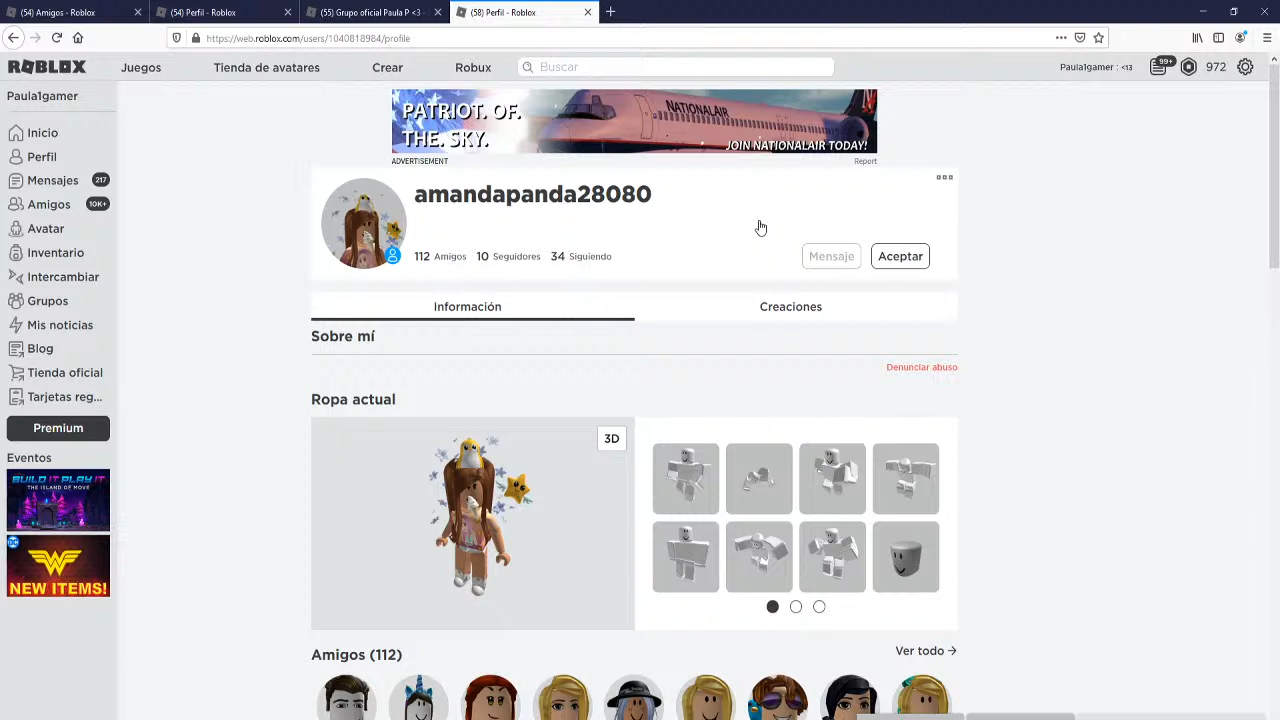 (54) Amigos - Roblox
(54) Perfil - Roblox
(55) Grupo oficial Paula P <3 -
(58) Perfil - Roblox
https://web.roblox.com/users/1040818984/profile
ROBLOX
Juegos
Tienda de avatares
Crear
Robux
Buscar
Paula1gamer : <13
99+
972
Paula1gamer
Inicio
Perfil
Mensajes 217
Amigos 10K+
Avatar
Inventario
Intercambiar
Grupos
Mis noticias
Blog
Tienda oficial
Tarjetas reg...
Premium
Eventos
BUILD IT PLAY IT
THE ISLAND OF MOVE
DC
NEW ITEMS!
PATRIOT. OF.
THE. SKY.
NATIONALAIR
JOIN NATIONALAIR TODAY!
ADVERTISEMENT
Report
amandapanda28080
112 Amigos 10 Seguidores 34 Siguiendo
Mensaje
Aceptar
Información
Creaciones
Sobre mí
Denunciar abuso
Ropa actual
3D
Amigos (112)
Ver todo →